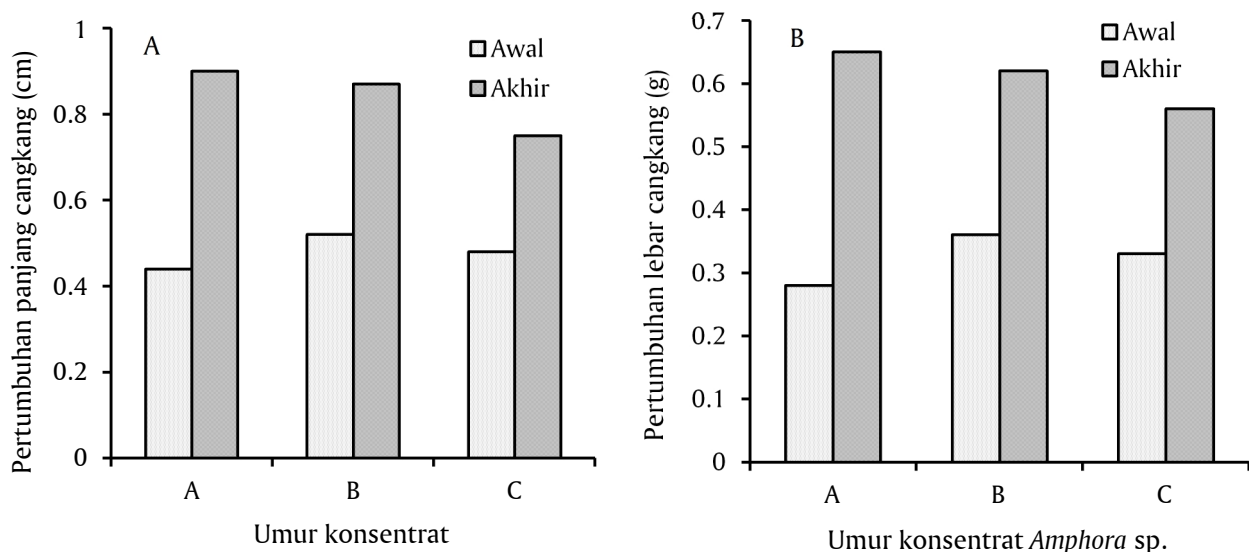 Pertumbuhan panjang cangkang (cm)
1
0.8
0.6
0.4
0.2
0
A
Awal
Akhir
A
B
C
Umur konsentrat
Pertumbuhan lebar cangkang (g)
0.7
0.6
0.5
0.4
0.3
0.2
0.1
0
B
Awal
Akhir
A
B
C
Umur konsentrat Amphora sp.